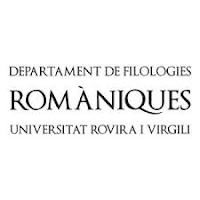 DEPARTAMENT DE FILOLOGIES
ROMÀNIQUES
UNIVERSITAT ROVIRA I VIRGILI